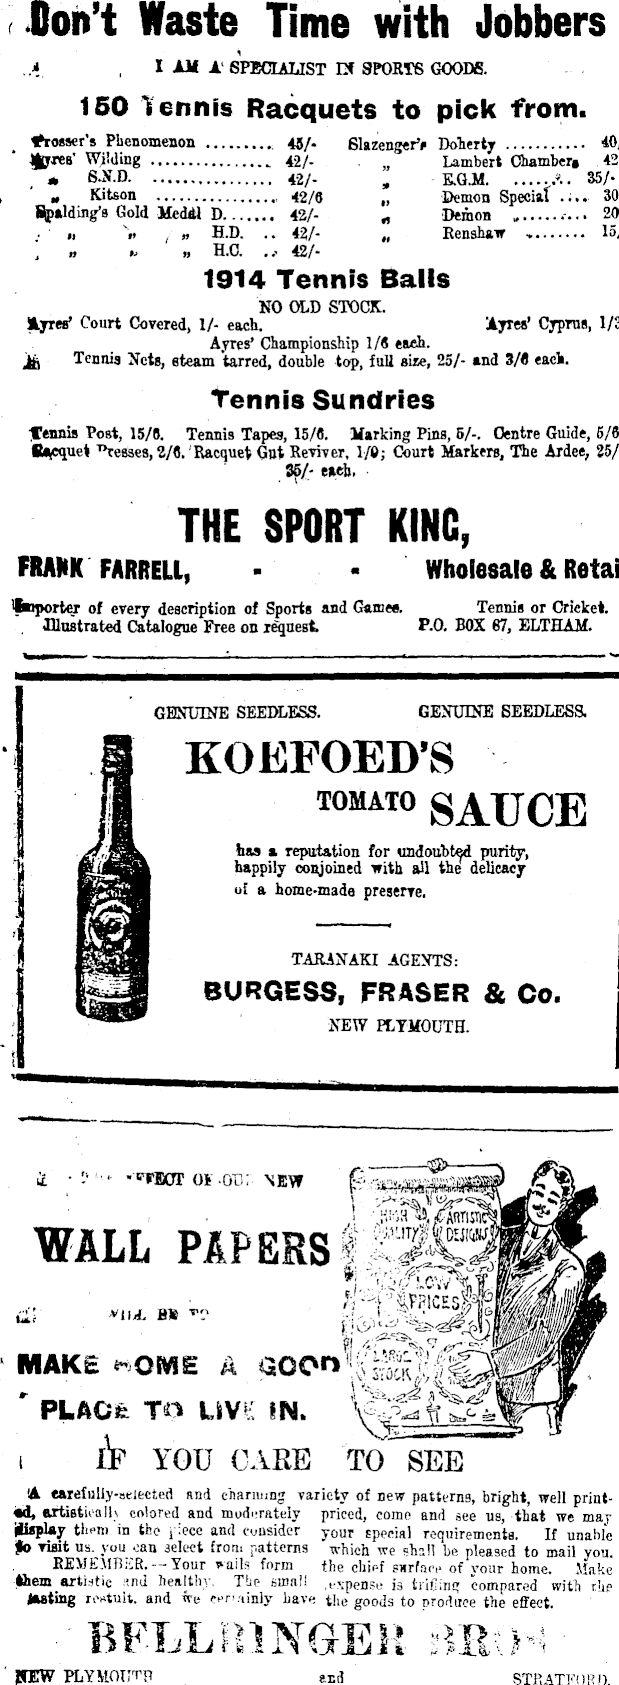 Don't Waste Time with Jobbers
I AM A SPECIALIST IN SPORTS GOODS.
150 Tennis Racquets to pick from.
Prosser's Phenomenon .......... 45/-
Ayres' Wilding ................ 42/-
„ S.N.D. ................ 42/-
„ Kitson ................ 42/6
Spalding's Gold Medal D. ...... 42/-
„ „ „ H.D. .. 42/-
„ „ „ H.C. .. 42/-
Slazenger's Doherty ........... 40
„ Lambert Chambers 42
„ E.G.M. ........ 35/-
„ Demon Special .... 30
„ Demon .......... 20
„ Renshaw ......... 15/
1914 Tennis Balls
NO OLD STOCK.
Ayres' Court Covered, 1/- each. Ayres' Cyprus, 1/3
Ayres' Championship 1/6 each.
Tennis Nets, steam tarred, double top, full size, 25/- and 3/6 each.
Tennis Sundries
Tennis Post, 15/6. Tennis Tapes, 15/6. Marking Pins, 5/-. Centre Guide, 5/6
Racquet Presses, 2/6. Racquet Gut Reviver, 1/9; Court Markers, The Ardee, 25/
35/- each.
THE SPORT KING,
FRANK FARRELL, - - Wholesale & Retai
Importer of every description of Sports and Games. Tennis or Cricket.
Illustrated Catalogue Free on request. P.O. BOX 67, ELTHAM.
GENUINE SEEDLESS. GENUINE SEEDLESS.
KOEFOED'S
TOMATO SAUCE
has a reputation for undoubted purity,
happily conjoined with all the delicacy
of a home-made preserve.
TARANAKI AGENTS:
BURGESS, FRASER & Co.
NEW PLYMOUTH.
EFFECT OF OUR NEW
WALL PAPERS
WILL BE TO
MAKE HOME A GOOD
PLACE TO LIVE IN.
HIGH QUALITY
ARTISTIC DESIGNS
LOW PRICES
LARGE STOCK
IF YOU CARE TO SEE
A carefully-selected and charming variety of new patterns, bright, well print-
ed, artistically colored and moderately priced, come and see us, that we may
display them in the piece and consider your special requirements. If unable
to visit us, you can select from patterns which we shall be pleased to mail you.
REMEMBER.—Your walls form the chief surface of your home. Make
them artistic and healthy. The small expense is trifling compared with the
lasting result, and we certainly have the goods to produce the effect.
BELLRINGER BROS
NEW PLYMOUTH and STRATFORD.